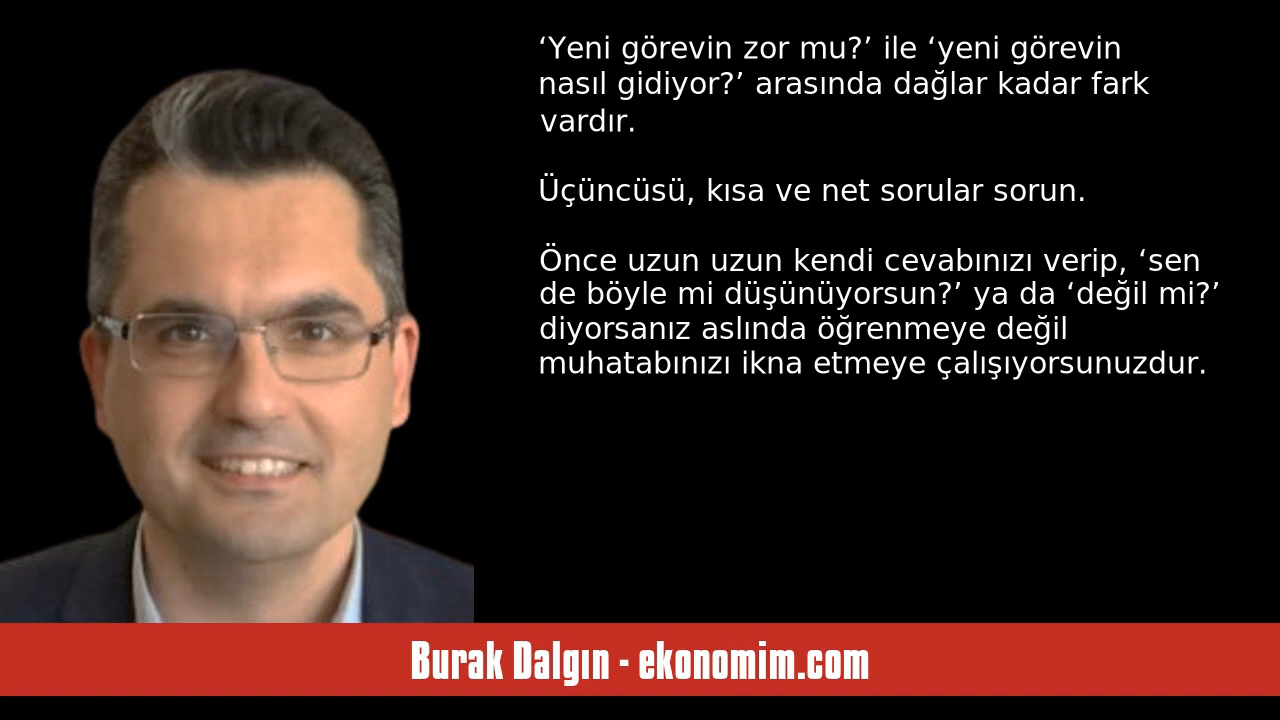 ‘Yeni görevin zor mu?’ ile ‘yeni görevin
nasıl gidiyor?’ arasında dağlar kadar fark
vardır.
Üçüncüsü, kısa ve net sorular sorun.
Önce uzun uzun kendi cevabınızı verip, ‘sen
de böyle mi düşünüyorsun?’ ya da ‘değil mi?’
diyorsanız aslında öğrenmeye değil
muhatabınızı ikna etmeye çalışıyorsunuzdur.
Burak Dalgın - ekonomim.com